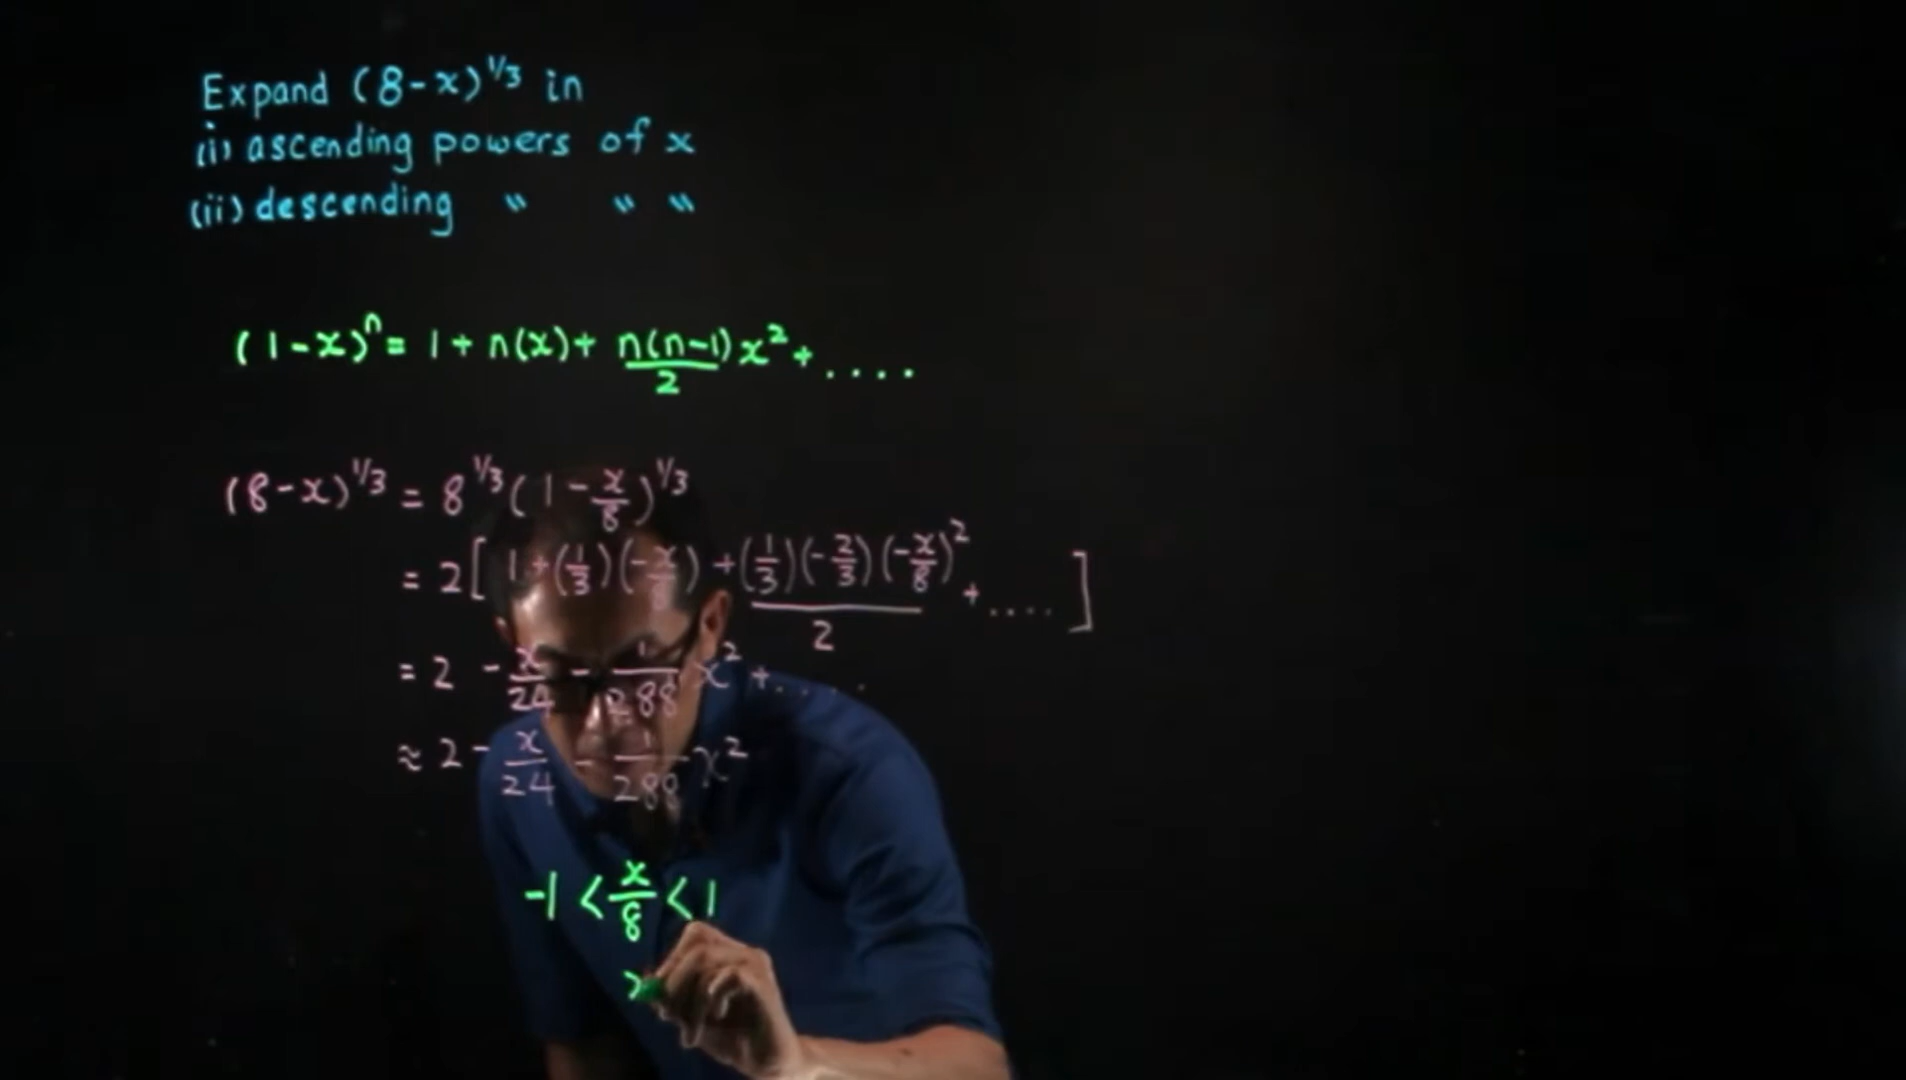 Expand (8-x)^1/3 in
(i) ascending powers of x
(ii) descending " " "
(1-x)^n = 1 + n(x) + n(n-1)/2 x^2 + ....
(8-x)^1/3 = 8^1/3 (1 - x/8)^1/3
= 2[ 1 + (1/3)(-x/8) + (1/3)(-2/3)(-x/8)^2/2 + .... ]
= 2 - x/24 - 1/288 x^2 + ....
≈ 2 - x/24 - 1/288 x^2
-1 < x/8 < 1
x